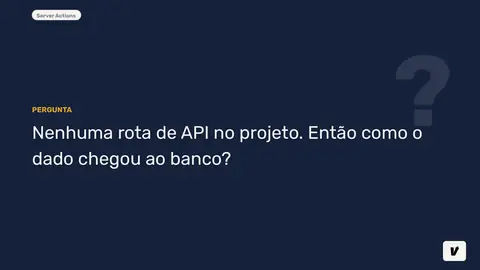 Server Actions
PERGUNTA
Nenhuma rota de API no projeto. Então como o
dado chegou ao banco?
?
V